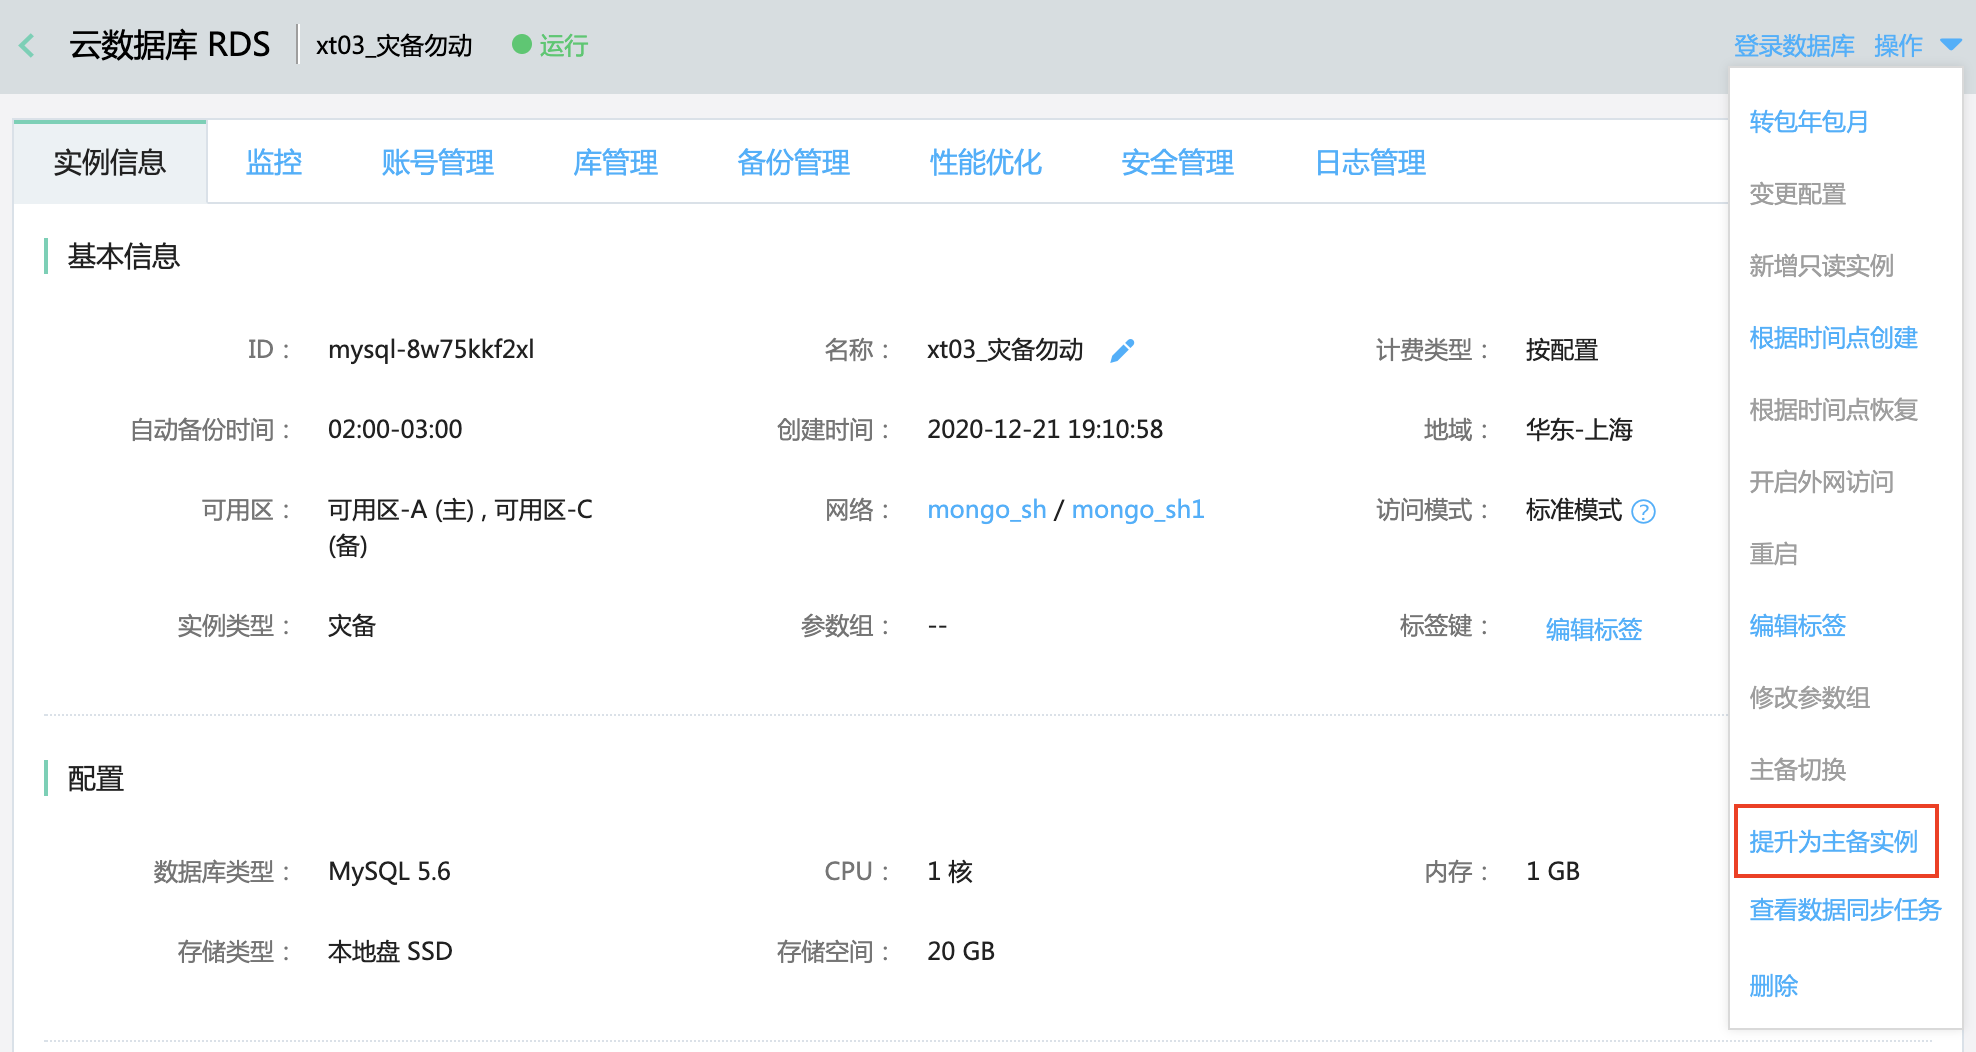 云数据库 RDS xt03_灾备勿动 运行 登录数据库 操作
实例信息 监控 账号管理 库管理 备份管理 性能优化 安全管理 日志管理
基本信息
ID： mysql-8w75kkf2xl 名称： xt03_灾备勿动 计费类型： 按配置
自动备份时间： 02:00-03:00 创建时间： 2020-12-21 19:10:58 地域： 华东-上海
可用区： 可用区-A (主) , 可用区-C 网络： mongo_sh / mongo_sh1 访问模式： 标准模式 ?
(备)
实例类型： 灾备 参数组： -- 标签键： 编辑标签
配置
数据库类型： MySQL 5.6 CPU： 1 核 内存： 1 GB
存储类型： 本地盘 SSD 存储空间： 20 GB
转包年包月
变更配置
新增只读实例
根据时间点创建
根据时间点恢复
开启外网访问
重启
编辑标签
修改参数组
主备切换
提升为主备实例
查看数据同步任务
删除